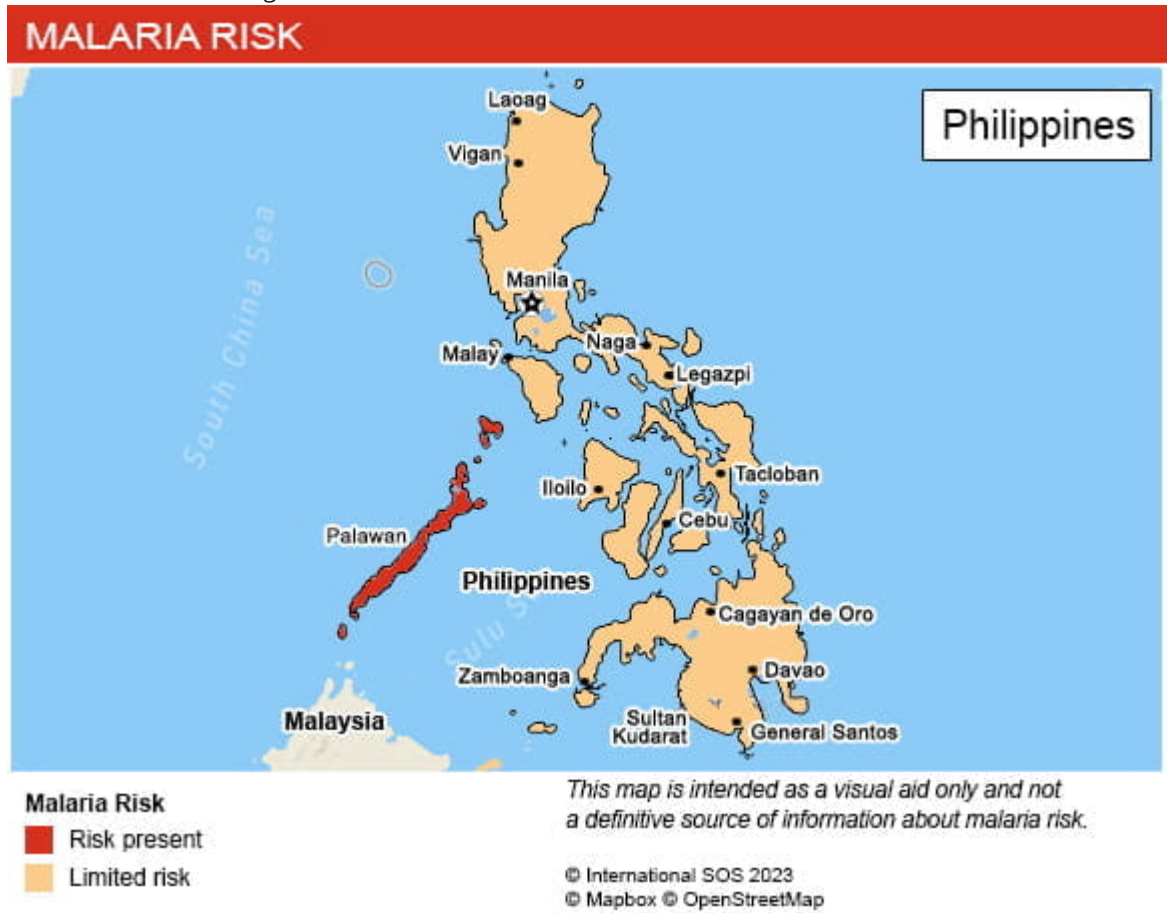 MALARIA RISK
Philippines
Laoag
Vigan
South China Sea
Manila
Naga
Malay
Legazpi
Tacloban
Iloilo
Cebu
Palawan
Philippines
Cagayan de Oro
Sulu
Zamboanga
Davao
Malaysia
Sultan
Kudarat
General Santos
Malaria Risk
Risk present
Limited risk
This map is intended as a visual aid only and not
a definitive source of information about malaria risk.
© International SOS 2023
© Mapbox © OpenStreetMap